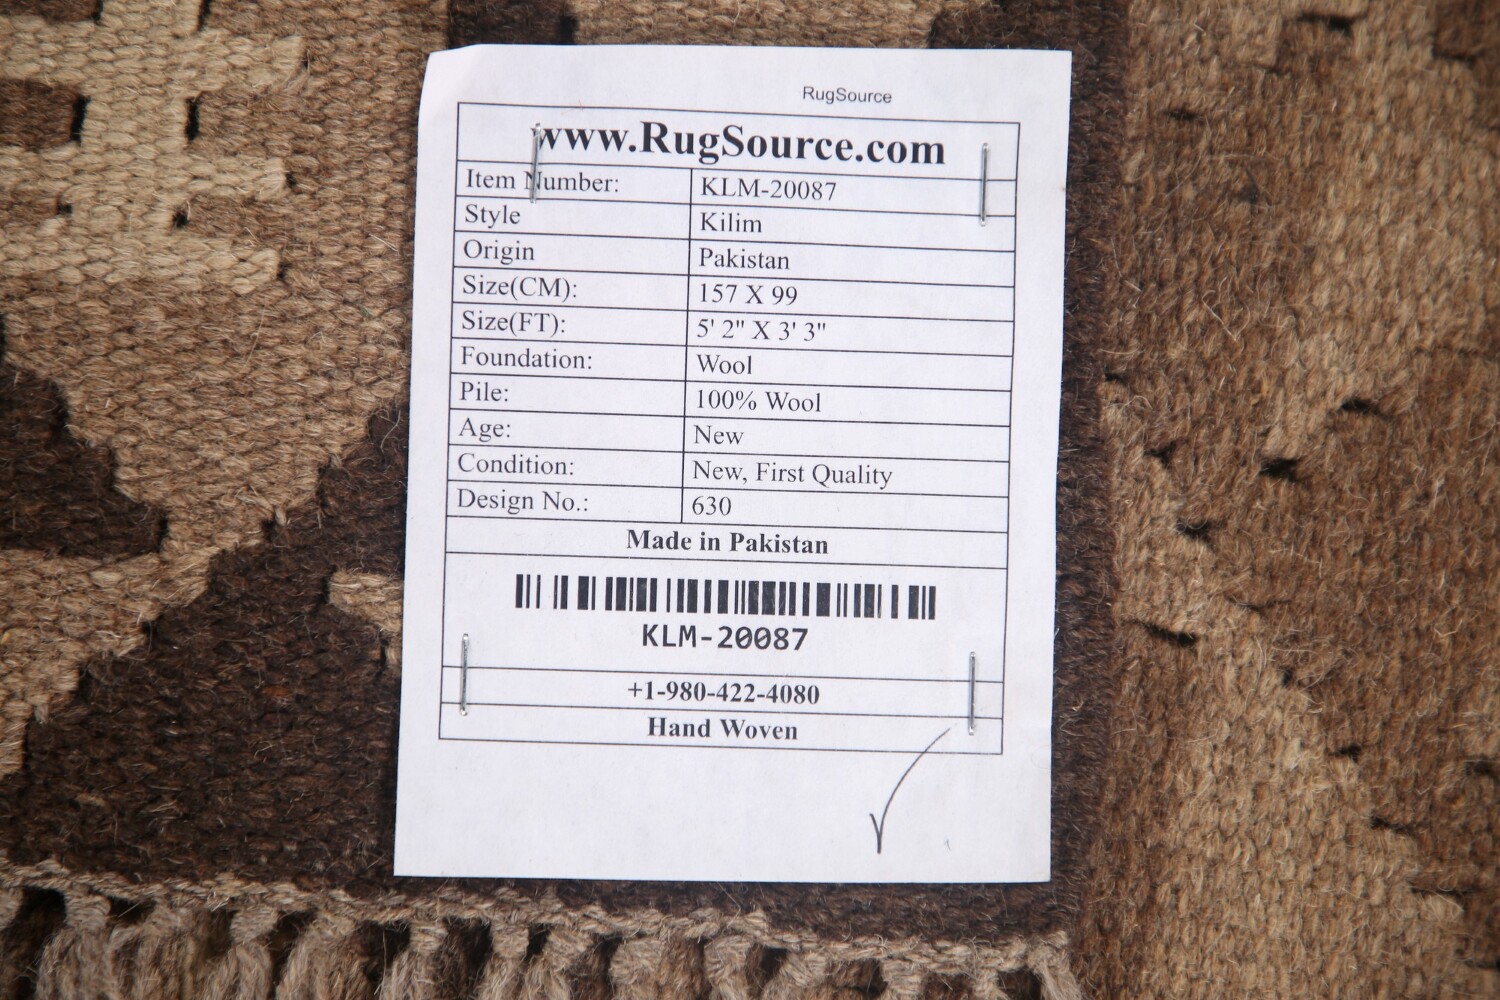 RugSource
www.RugSource.com
Item Number: KLM-20087
Style Kilim
Origin Pakistan
Size(CM): 157 X 99
Size(FT): 5' 2" X 3' 3"
Foundation: Wool
Pile: 100% Wool
Age: New
Condition: New, First Quality
Design No.: 630
Made in Pakistan
KLM-20087
+1-980-422-4080
Hand Woven